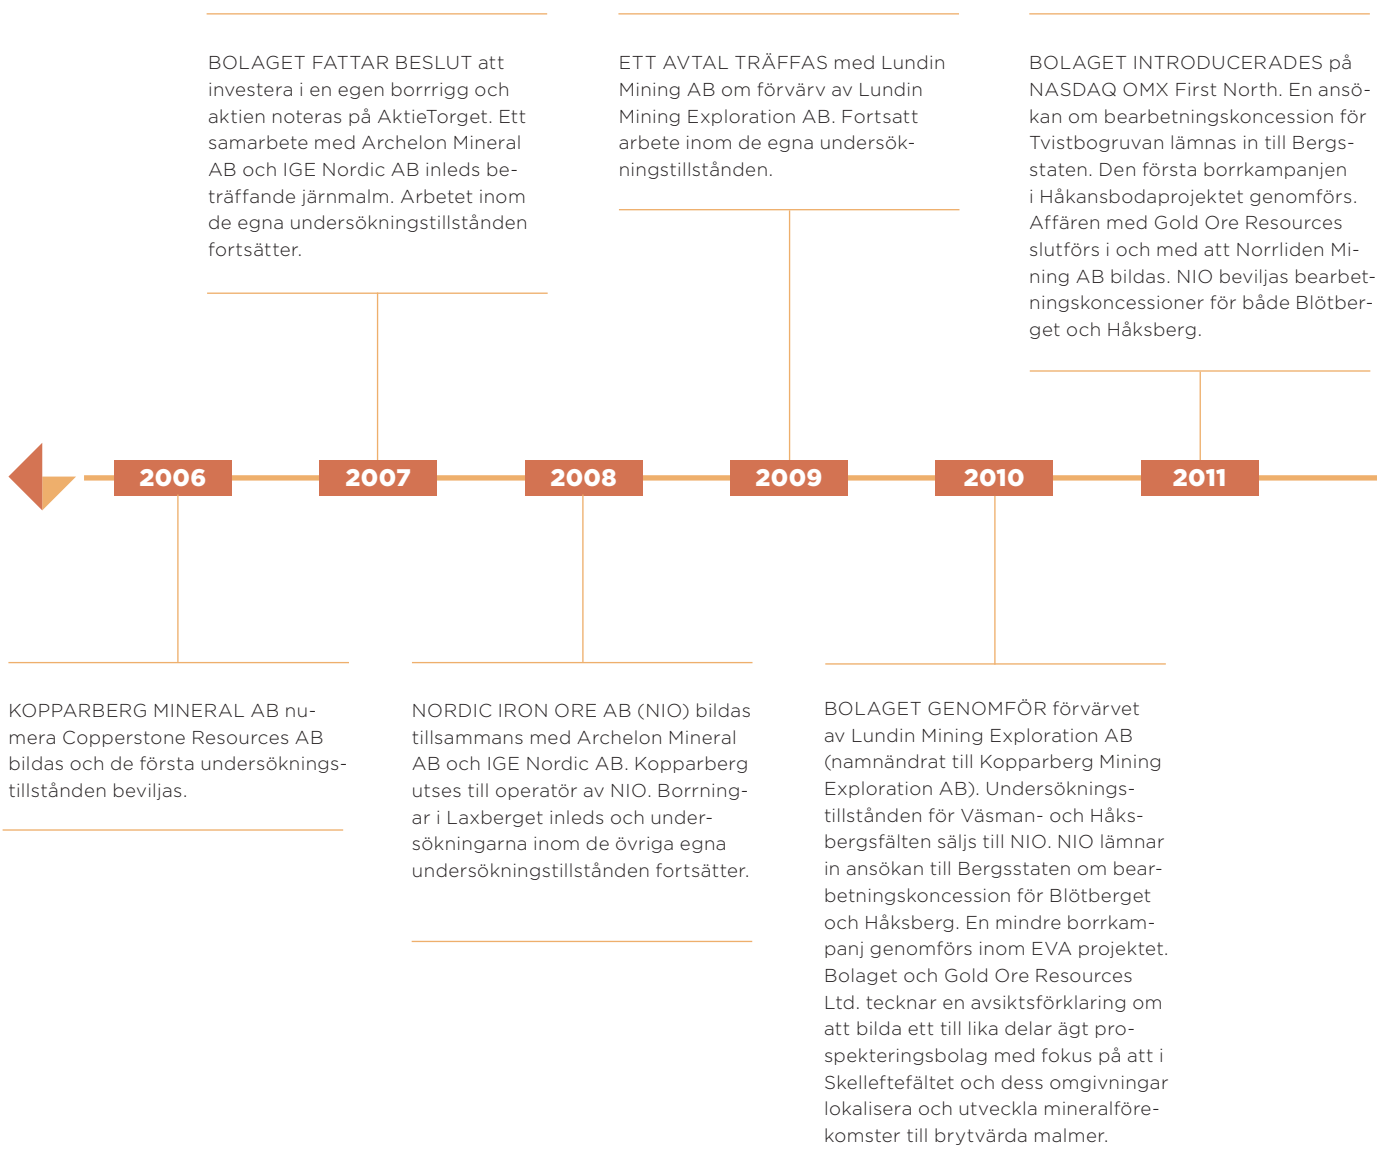 BOLAGET FATTAR BESLUT att
investera i en egen borrrigg och
aktien noteras på AktieTorget. Ett
samarbete med Archelon Mineral
AB och IGE Nordic AB inleds be-
träffande järnmalm. Arbetet inom
de egna undersökningstillstånden
fortsätter.
ETT AVTAL TRÄFFAS med Lundin
Mining AB om förvärv av Lundin
Mining Exploration AB. Fortsatt
arbete inom de egna undersök-
ningstillstånden.
BOLAGET INTRODUCERADES på
NASDAQ OMX First North. En ansö-
kan om bearbetningskoncession för
Tvistbogruvan lämnas in till Bergs-
staten. Den första borrkampanjen
i Håkansbodaprojektet genomförs.
Affären med Gold Ore Resources
slutförs i och med att Norrliden Mi-
ning AB bildas. NIO beviljas bearbet-
ningskoncessioner för både Blötber-
get och Håksberg.
2006
2007
2008
2009
2010
2011
KOPPARBERG MINERAL AB nu-
mera Copperstone Resources AB
bildas och de första undersöknings-
tillstånden beviljas.
NORDIC IRON ORE AB (NIO) bildas
tillsammans med Archelon Mineral
AB och IGE Nordic AB. Kopparberg
utses till operatör av NIO. Borrning-
ar i Laxberget inleds och under-
sökningarna inom de övriga egna
undersökningstillstånden fortsätter.
BOLAGET GENOMFÖR förvärvet
av Lundin Mining Exploration AB
(namnändrat till Kopparberg Mining
Exploration AB). Undersöknings-
tillstånden för Väsman- och Håks-
bergsfälten säljs till NIO. NIO lämnar
in ansökan till Bergsstaten om bear-
betningskoncession för Blötberget
och Håksberg. En mindre borrkam-
panj genomförs inom EVA projektet.
Bolaget och Gold Ore Resources
Ltd. tecknar en avsiktsförklaring om
att bilda ett till lika delar ägt pro-
spekteringsbolag med fokus på att i
Skelleftefältet och dess omgivningar
lokalisera och utveckla mineralföre-
komster till brytvärda malmer.